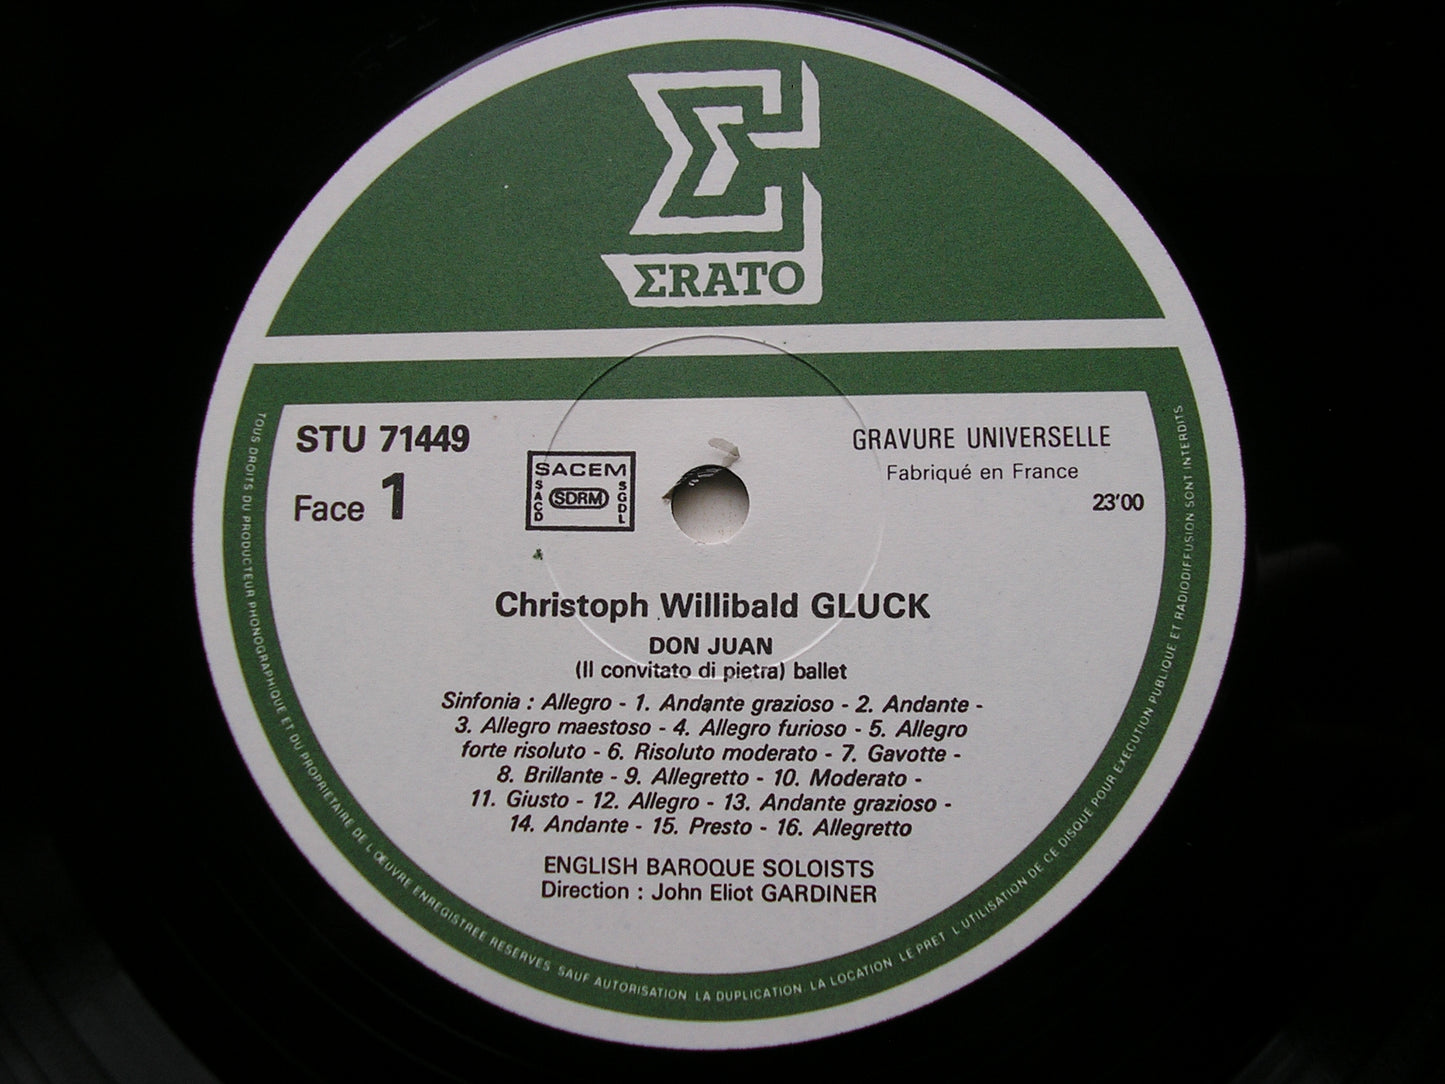 ΣRATO
STU 71449
GRAVURE UNIVERSELLE
Fabriqué en France
Face 1
SACEM
SACD
SDRM
SGDL
23'00
Christoph Willibald GLUCK
DON JUAN
(Il convitato di pietra) ballet
Sinfonia : Allegro - 1. Andante grazioso - 2. Andante -
3. Allegro maestoso - 4. Allegro furioso - 5. Allegro
forte risoluto - 6. Risoluto moderato - 7. Gavotte -
8. Brillante - 9. Allegretto - 10. Moderato -
11. Giusto - 12. Allegro - 13. Andante grazioso -
14. Andante - 15. Presto - 16. Allegretto
ENGLISH BAROQUE SOLOISTS
Direction : John Eliot GARDINER
TOUS DROITS DU PRODUCTEUR PHONOGRAPHIQUE ET DU PROPRIETAIRE DE L'ŒUVRE ENREGISTREE RESERVES SAUF AUTORISATION LA DUPLICATION LA LOCATION LE PRET L'UTILISATION DE CE DISQUE POUR EXECUTION PUBLIQUE ET RADIODIFFUSION SONT INTERDITS